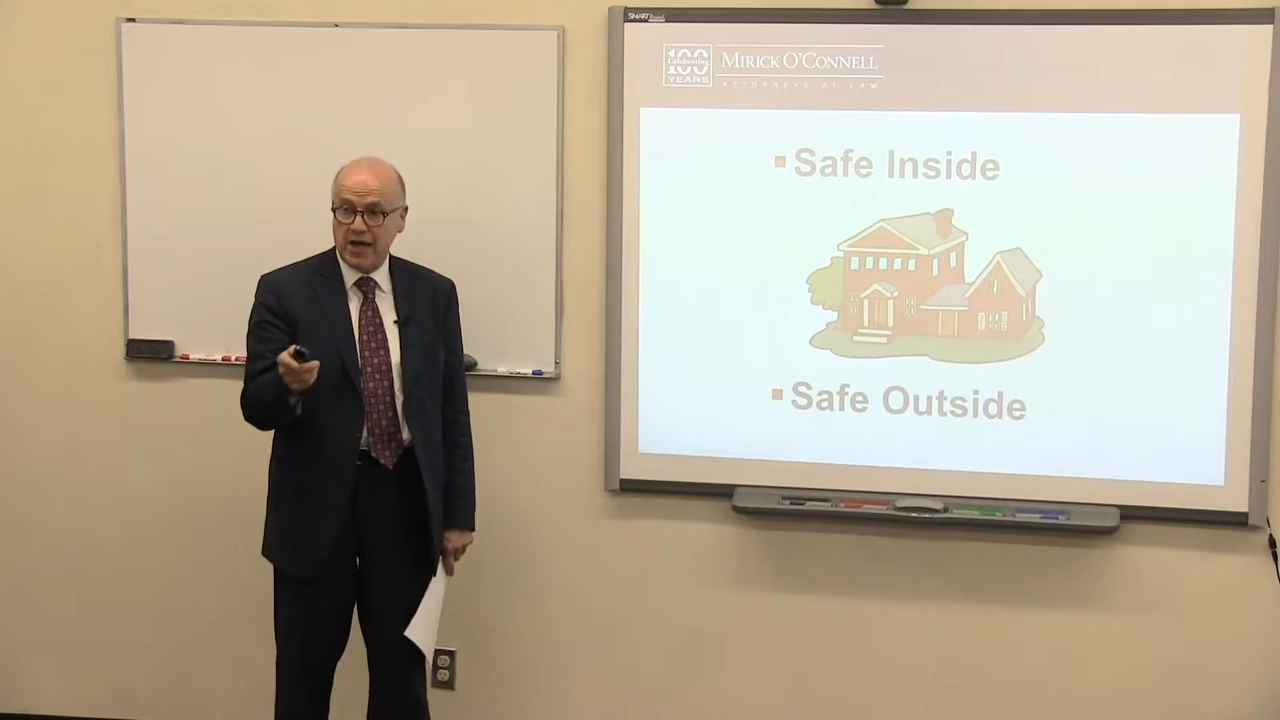 SMART Board
Celebrating
100
YEARS
MIRICK O'CONNELL
ATTORNEYS AT LAW
▪ Safe Inside
▪ Safe Outside